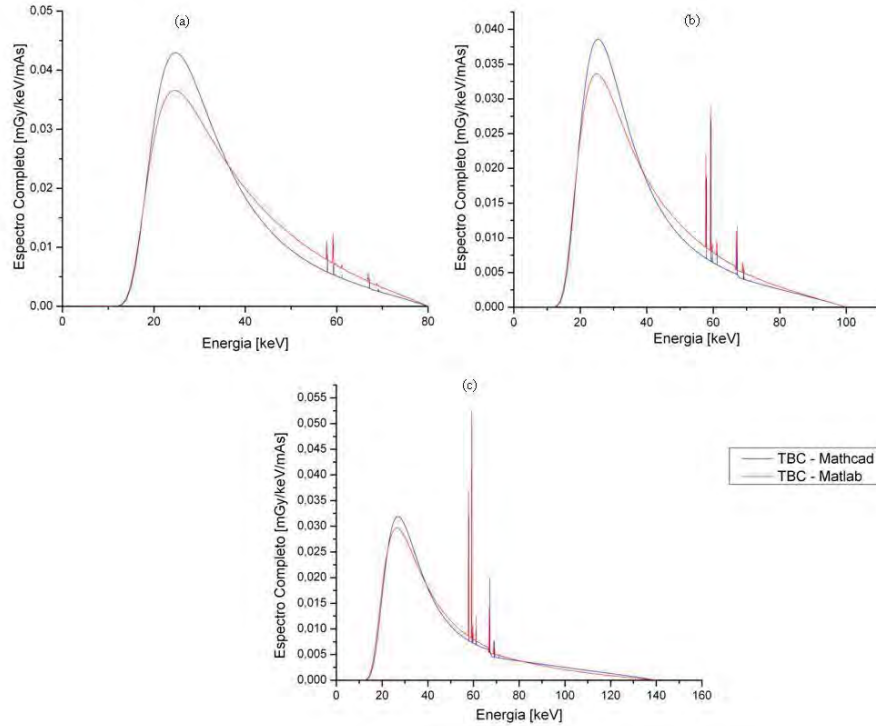 (a)
Espectro Completo [mGy/keV/mAs]
0,05
0,04
0,03
0,02
0,01
0,00
0 20 40 60 80
Energia [keV]
(b)
Espectro Completo [mGy/keV/mAs]
0,040
0,035
0,030
0,025
0,020
0,015
0,010
0,005
0,000
0 20 40 60 80 100
Energia [keV]
(c)
Espectro Completo [mGy/keV/mAs]
0,055
0,050
0,045
0,040
0,035
0,030
0,025
0,020
0,015
0,010
0,005
0,000
0 20 40 60 80 100 120 140 160
Energia [keV]
TBC - Mathcad
TBC - Matlab